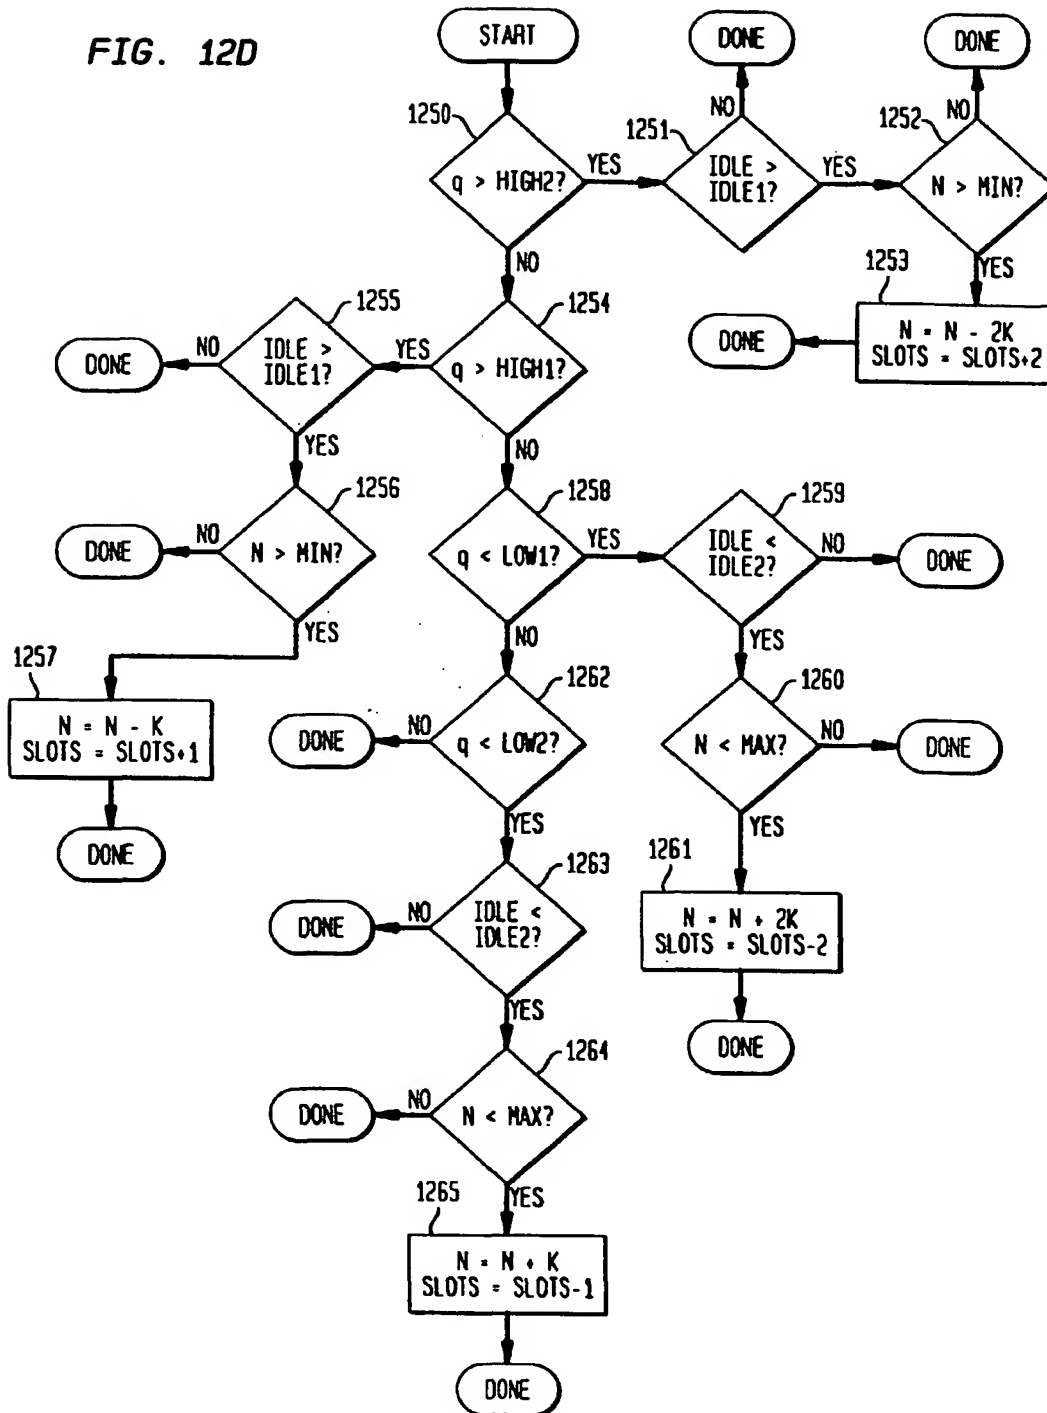 FIG. 12D
START
DONE
DONE
1250
q > HIGH2?
YES
NO
1251
IDLE >
IDLE1?
NO
YES
1252
N > MIN?
NO
YES
1253
N = N - 2K
SLOTS = SLOTS+2
DONE
1254
q > HIGH1?
YES
NO
1255
IDLE >
IDLE1?
NO
DONE
YES
1256
N > MIN?
NO
DONE
YES
1257
N = N - K
SLOTS = SLOTS+1
DONE
1258
q < LOW1?
YES
NO
1259
IDLE <
IDLE2?
NO
DONE
YES
1260
N < MAX?
NO
DONE
YES
1261
N = N + 2K
SLOTS = SLOTS-2
DONE
1262
q < LOW2?
NO
DONE
YES
1263
IDLE <
IDLE2?
NO
DONE
YES
1264
N < MAX?
NO
DONE
YES
1265
N = N + K
SLOTS = SLOTS-1
DONE